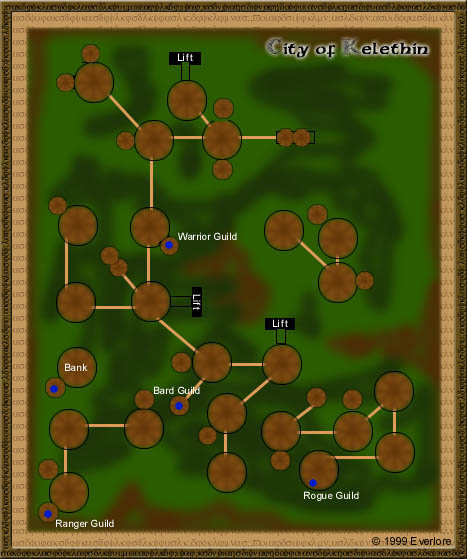 City of Kelethin
Lift
Warrior Guild
Lift
Lift
Bank
Bard Guild
Rogue Guild
Ranger Guild
© 1999 Everlore